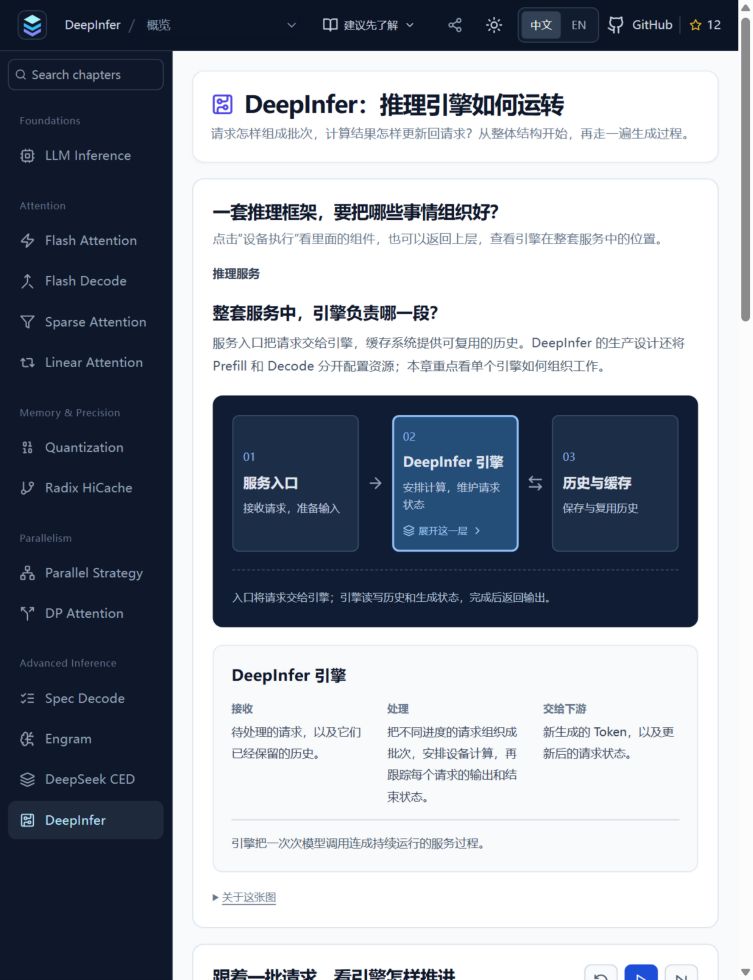 DeepInfer / 概览
建议先了解
中文 EN
GitHub
12
Search chapters
Foundations
LLM Inference
Attention
Flash Attention
Flash Decode
Sparse Attention
Linear Attention
Memory & Precision
Quantization
Radix HiCache
Parallelism
Parallel Strategy
DP Attention
Advanced Inference
Spec Decode
Engram
DeepSeek CED
DeepInfer
DeepInfer：推理引擎如何运转
请求怎样组成批次，计算结果怎样更新回请求？从整体结构开始，再走一遍生成过程。
一套推理框架，要把哪些事情组织好？
点击“设备执行”看里面的组件，也可以返回上层，查看引擎在整套服务中的位置。
推理服务
整套服务中，引擎负责哪一段？
服务入口把请求交给引擎，缓存系统提供可复用的历史。DeepInfer 的生产设计还将
Prefill 和 Decode 分开配置资源；本章重点看单个引擎如何组织工作。
01
服务入口
接收请求，准备输入
02
DeepInfer 引擎
安排计算，维护请求
状态
展开这一层
03
历史与缓存
保存与复用历史
入口将请求交给引擎；引擎读写历史和生成状态，完成后返回输出。
DeepInfer 引擎
接收
待处理的请求，以及它们
已经保留的历史。
处理
把不同进度的请求组织成
批次，安排设备计算，再
跟踪每个请求的输出和结
束状态。
交给下游
新生成的 Token，以及更
新后的请求状态。
引擎把一次次模型调用连成持续运行的服务过程。
关于这张图
跟着一批请求，看引擎怎样推进